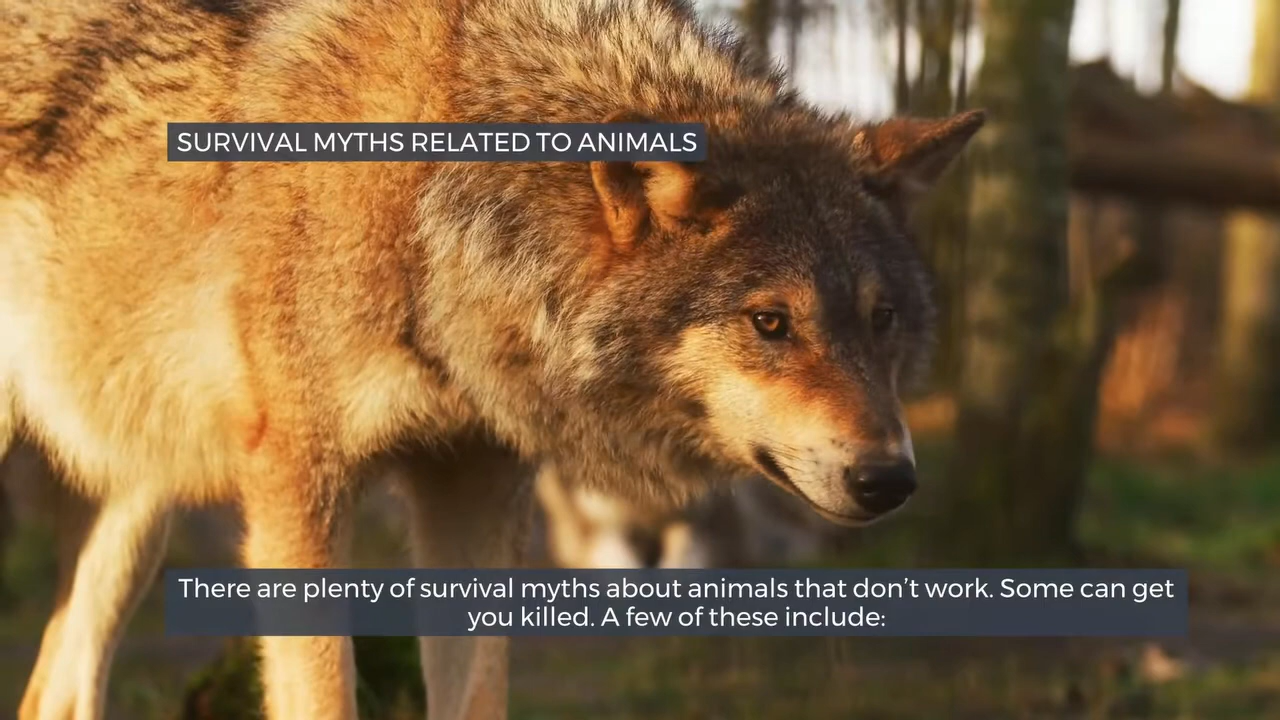 SURVIVAL MYTHS RELATED TO ANIMALS
There are plenty of survival myths about animals that don’t work. Some can get
you killed. A few of these include: